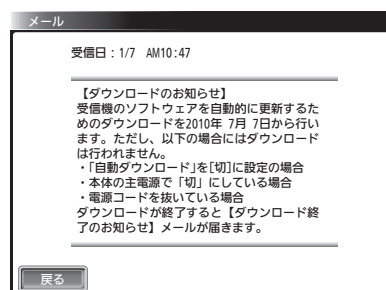 メール
受信日：1/7 AM10:47
【ダウンロードのお知らせ】
受信機のソフトウェアを自動的に更新するた
めのダウンロードを2010年 7月 7日から行い
ます。ただし、以下の場合にはダウンロード
は行われません。
・「自動ダウンロード」を[切]に設定の場合
・本体の主電源で「切」にしている場合
・電源コードを抜いている場合
ダウンロードが終了すると【ダウンロード終
了のお知らせ】メールが届きます。
戻る